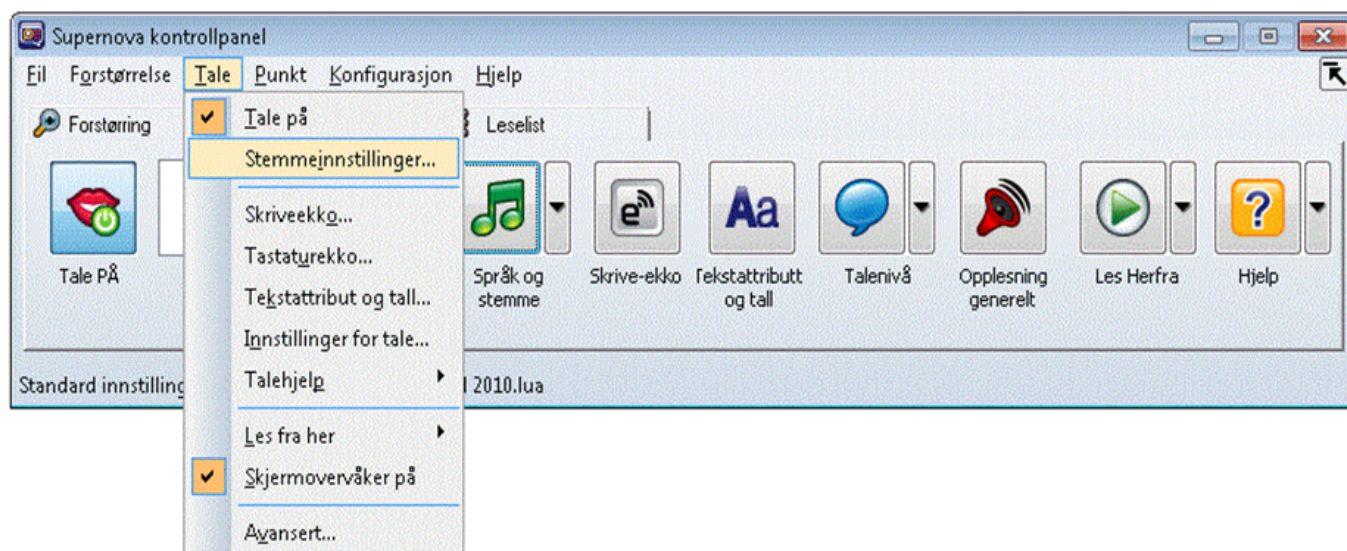 Supernova kontrollpanel
Fil Forstørrelse Tale Punkt Konfigurasjon Hjelp
Forstørring
Leselist
Tale på
Stemmeinnstillinger...
Skriveekko...
Tastaturekko...
Tekstattribut og tall...
Innstillinger for tale...
Talehjelp
Les fra her
Skjermovervåker på
Avansert...
Tale PÅ
Språk og
stemme
Skrive-ekko
Tekstattributt
og tall
Talenivå
Opplesning
generelt
Les Herfra
Hjelp
Standard innstilling
2010.lua